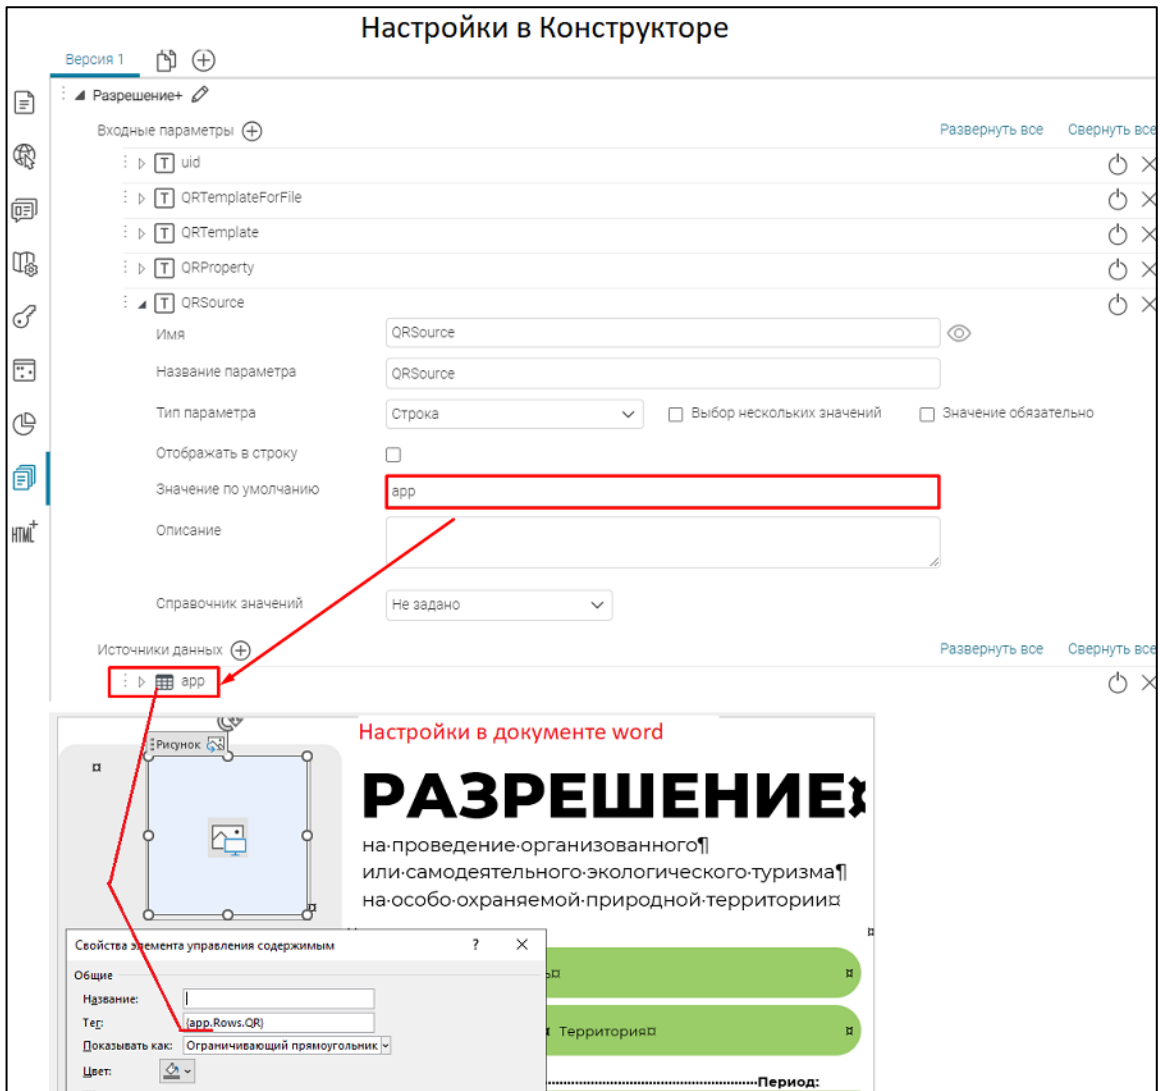 Настройки в Конструкторе
Версия 1
Разрешение+
Входные параметры
Развернуть все Свернуть все
uid
QRTemplateForFile
QRTemplate
QRProperty
QRSource
Имя QRSource
Название параметра QRSource
Тип параметра Строка Выбор нескольких значений Значение обязательно
Отображать в строку
Значение по умолчанию app
Описание
HTML+
Справочник значений Не задано
Источники данных
Развернуть все Свернуть все
app
Настройки в документе word
Рисунок
РАЗРЕШЕНИЕ¤
на·проведение·организованного¶
или·самодеятельного·экологического·туризма¶
на·особо·охраняемой·природной·территории¤
Свойства элемента управления содержимым ? ×
Общие
Название:
Тег: {app.Rows.QR}
Территория¤
Показывать как: Ограничивающий прямоугольник
Цвет:
Период: